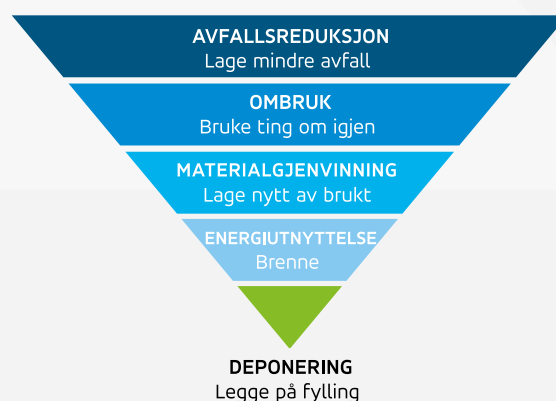 AVFALLSREDUKSJON
Lage mindre avfall
OMBRUK
Bruke ting om igjen
MATERIALGJENVINNING
Lage nytt av brukt
ENERGIUTNYTTELSE
Brenne
DEPONERING
Legge på fylling